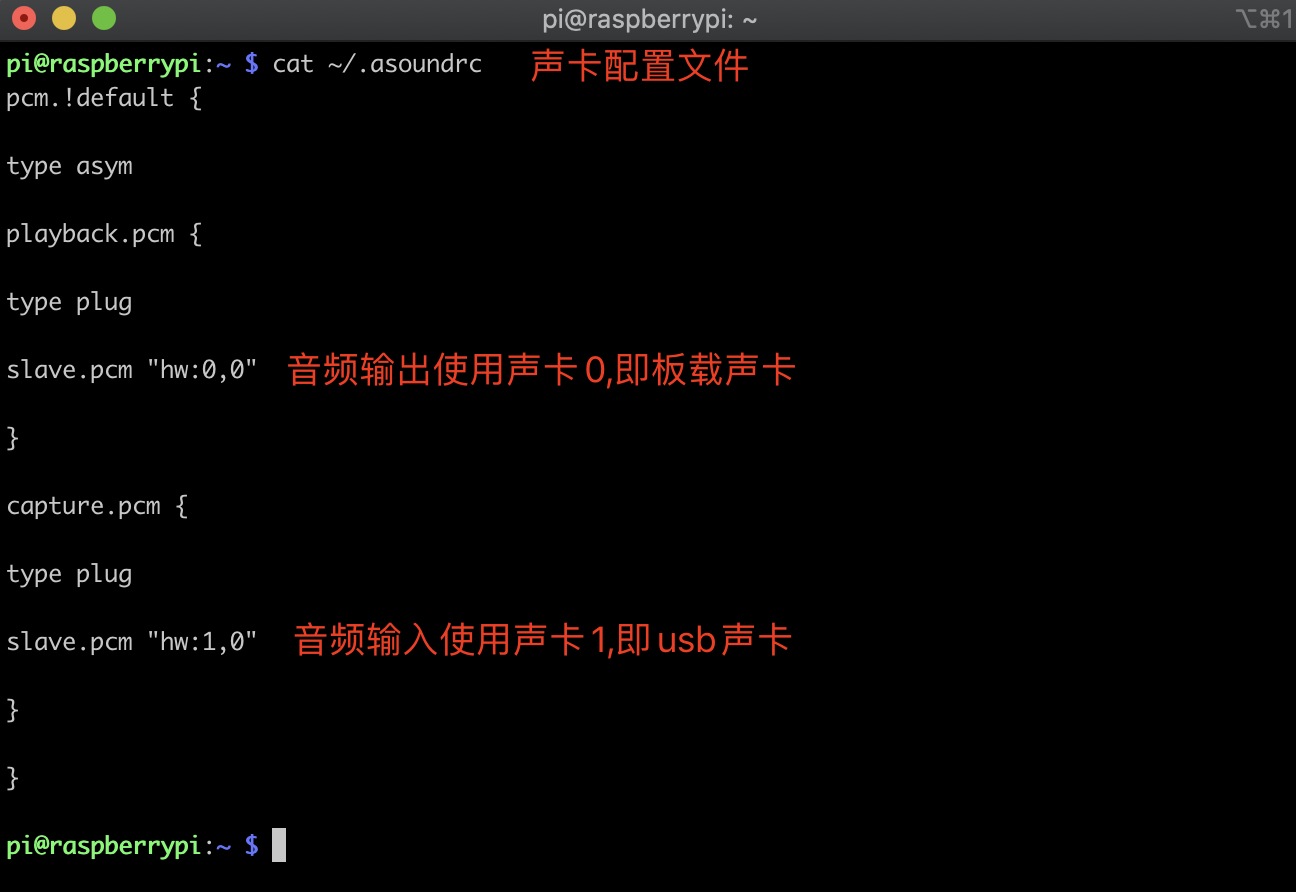 pi@raspberrypi: ~ ⌥⌘1
pi@raspberrypi:~ $ cat ~/.asoundrc 声卡配置文件
pcm.!default {
type asym
playback.pcm {
type plug
slave.pcm "hw:0,0" 音频输出使用声卡0,即板载声卡
}
capture.pcm {
type plug
slave.pcm "hw:1,0" 音频输入使用声卡1,即usb声卡
}
}
pi@raspberrypi:~ $